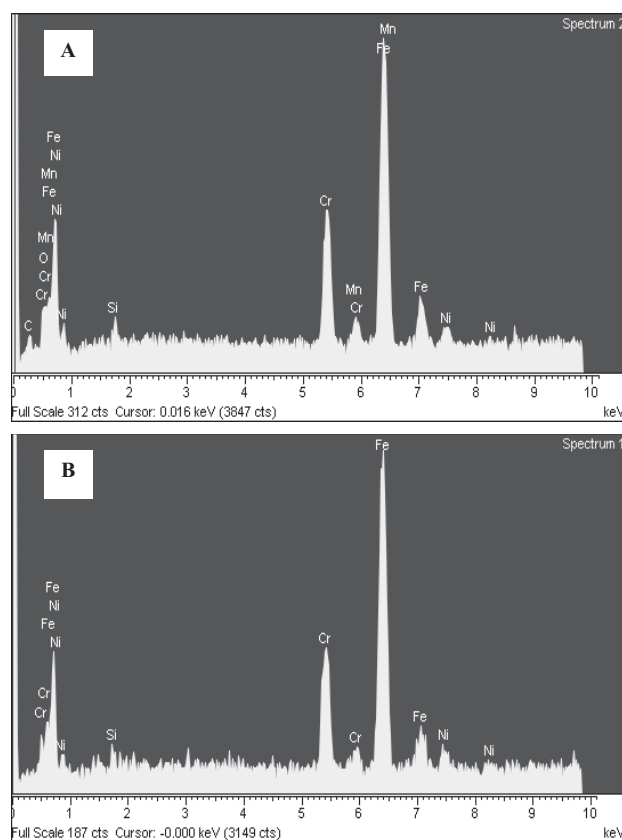 Spectrum 2
A
Mn
Fe
Fe
Ni
Mn
Fe
Ni
Cr
Mn
O
Cr
Cr
Mn
Cr
Fe
C
Ni
Si
Ni
Ni
0 1 2 3 4 5 6 7 8 9 10
Full Scale 312 cts Cursor: 0.016 keV (3847 cts) keV
Spectrum 1
B
Fe
Fe
Ni
Fe
Ni
Cr
Cr
Cr
Fe
Ni
Si
Cr
Ni
Ni
0 1 2 3 4 5 6 7 8 9 10
Full Scale 187 cts Cursor: -0.000 keV (3149 cts) keV